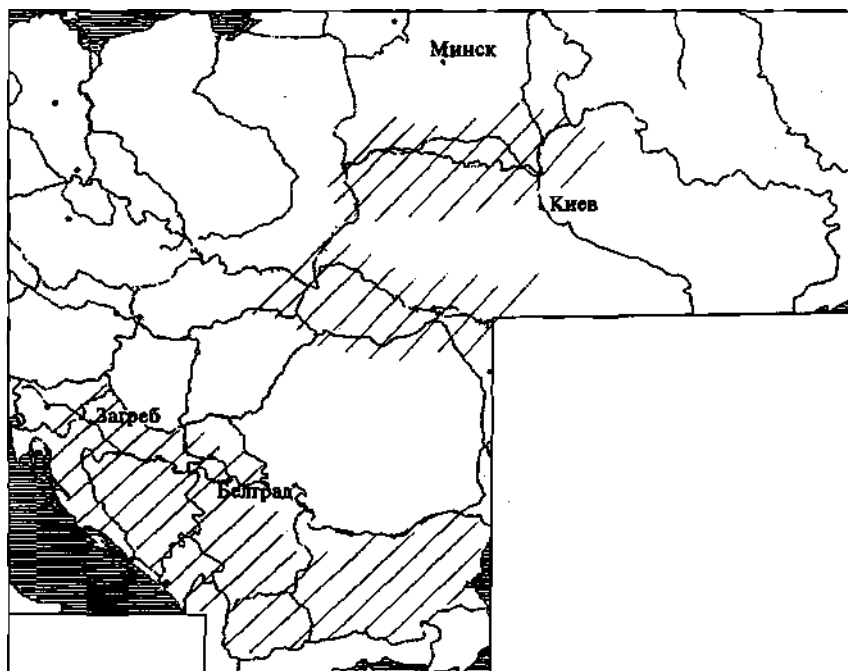 Минск
Киев
Загреб
Белград